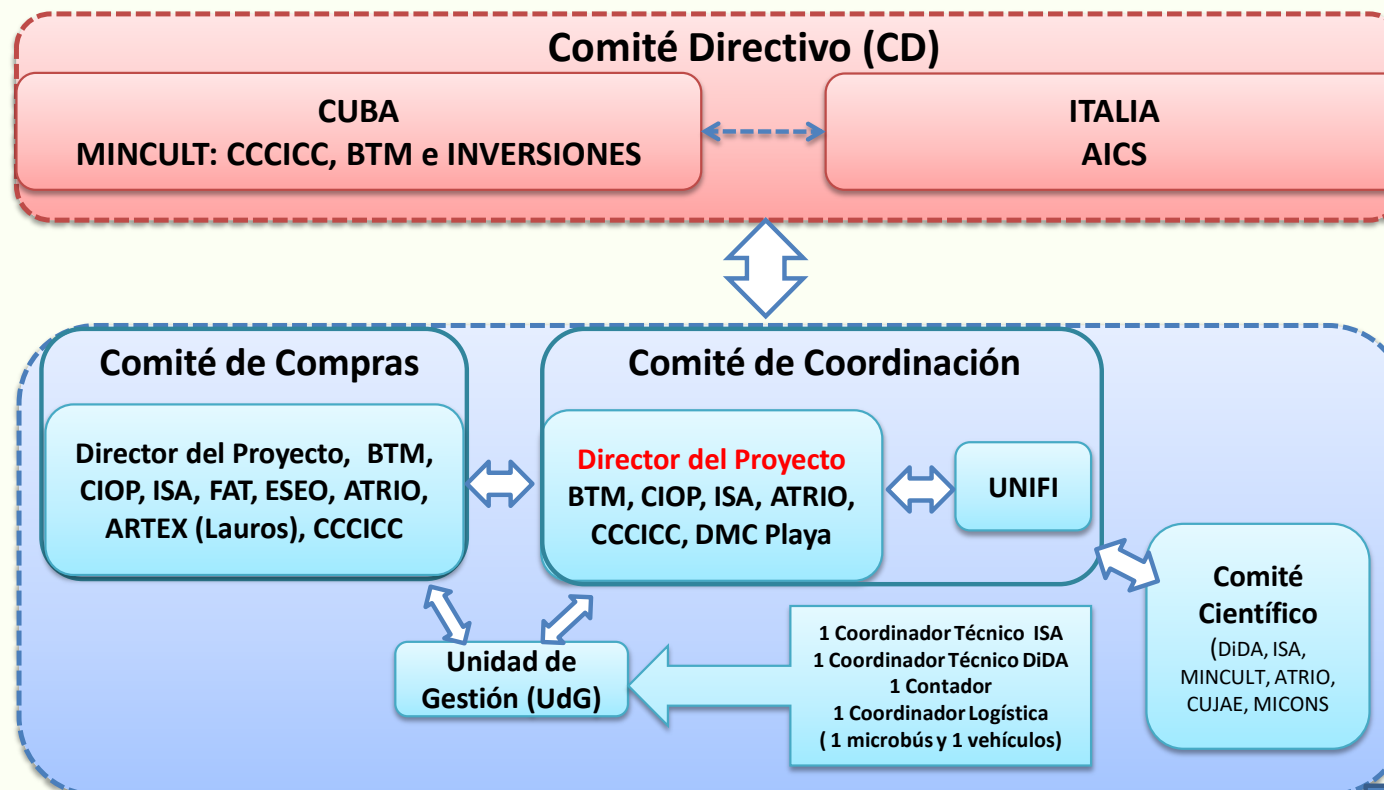 Comité Directivo (CD)
CUBA
MINCULT: CCCICC, BTM e INVERSIONES
ITALIA
AICS
Comité de Compras
Director del Proyecto, BTM,
CIOP, ISA, FAT, ESEO, ATRIO,
ARTEX (Lauros), CCCICC
Comité de Coordinación
Director del Proyecto
BTM, CIOP, ISA, ATRIO,
CCCICC, DMC Playa
UNIFI
Comité
Científico
(DiDA, ISA,
MINCULT, ATRIO,
CUJAE, MICONS
Unidad de
Gestión (UdG)
1 Coordinador Técnico ISA
1 Coordinador Técnico DiDA
1 Contador
1 Coordinador Logística
( 1 microbús y 1 vehículos)